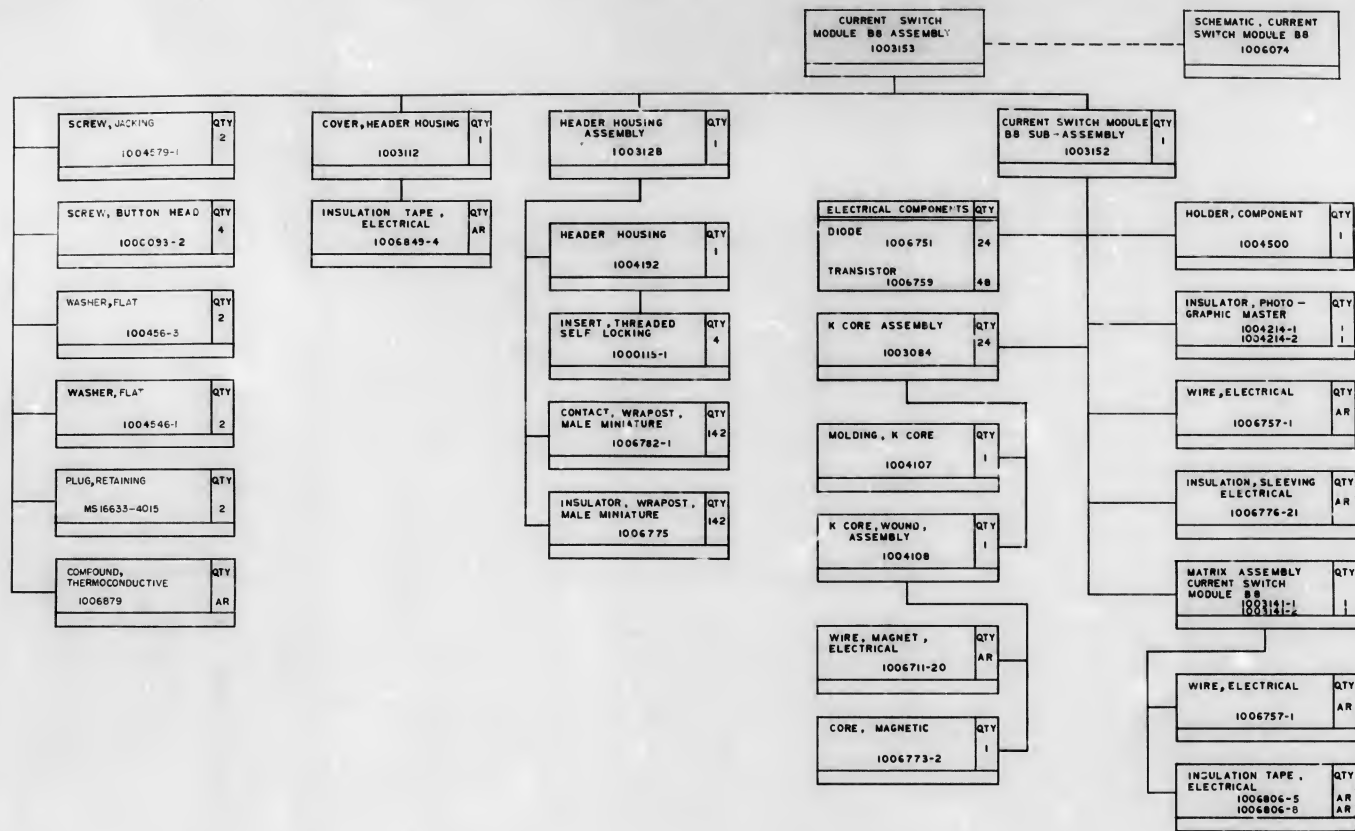 CURRENT SWITCH
MODULE B8 ASSEMBLY
1003153
SCHEMATIC, CURRENT
SWITCH MODULE B8
1006074
SCREW, JACKING
QTY
2
1004579-1
SCREW, BUTTON HEAD
QTY
4
1000093-2
WASHER, FLAT
QTY
2
100456-3
WASHER, FLAT
QTY
1004546-1
2
PLUG, RETAINING
QTY
MS16633-4015
2
COMPOUND,
THERMOCONDUCTIVE
QTY
1006879
AR
COVER, HEADER HOUSING
QTY
1
1003112
INSULATION TAPE,
ELECTRICAL
QTY
AR
1006849-4
HEADER HOUSING
ASSEMBLY
QTY
1
1003128
HEADER HOUSING
QTY
1
1004192
INSERT, THREADED
SELF LOCKING
QTY
4
1000115-1
CONTACT, WRAPOST,
MALE MINIATURE
QTY
142
1006782-1
INSULATOR, WRAPOST,
MALE MINIATURE
QTY
142
1006775
CURRENT SWITCH MODULE
B8 SUB-ASSEMBLY
QTY
1
1003152
ELECTRICAL COMPONENTS
QTY
DIODE
1006751
24
TRANSISTOR
1006759
48
K CORE ASSEMBLY
QTY
24
1003084
MOLDING, K CORE
QTY
1
1004107
K CORE, WOUND,
ASSEMBLY
QTY
1
1004108
WIRE, MAGNET,
ELECTRICAL
QTY
AR
1006711-20
CORE, MAGNETIC
QTY
1
1006773-2
HOLDER, COMPONENT
QTY
1
1004500
INSULATOR, PHOTO-
GRAPHIC MASTER
QTY
1004214-1 1
1004214-2 1
WIRE, ELECTRICAL
QTY
AR
1006757-1
INSULATION, SLEEVING
ELECTRICAL
QTY
AR
1006776-21
MATRIX ASSEMBLY
CURRENT SWITCH
MODULE B8
QTY
1003141-1 1
1003141-2 1
WIRE, ELECTRICAL
QTY
AR
1006757-1
INSULATION TAPE,
ELECTRICAL
QTY
1006806-5 AR
1006806-8 AR